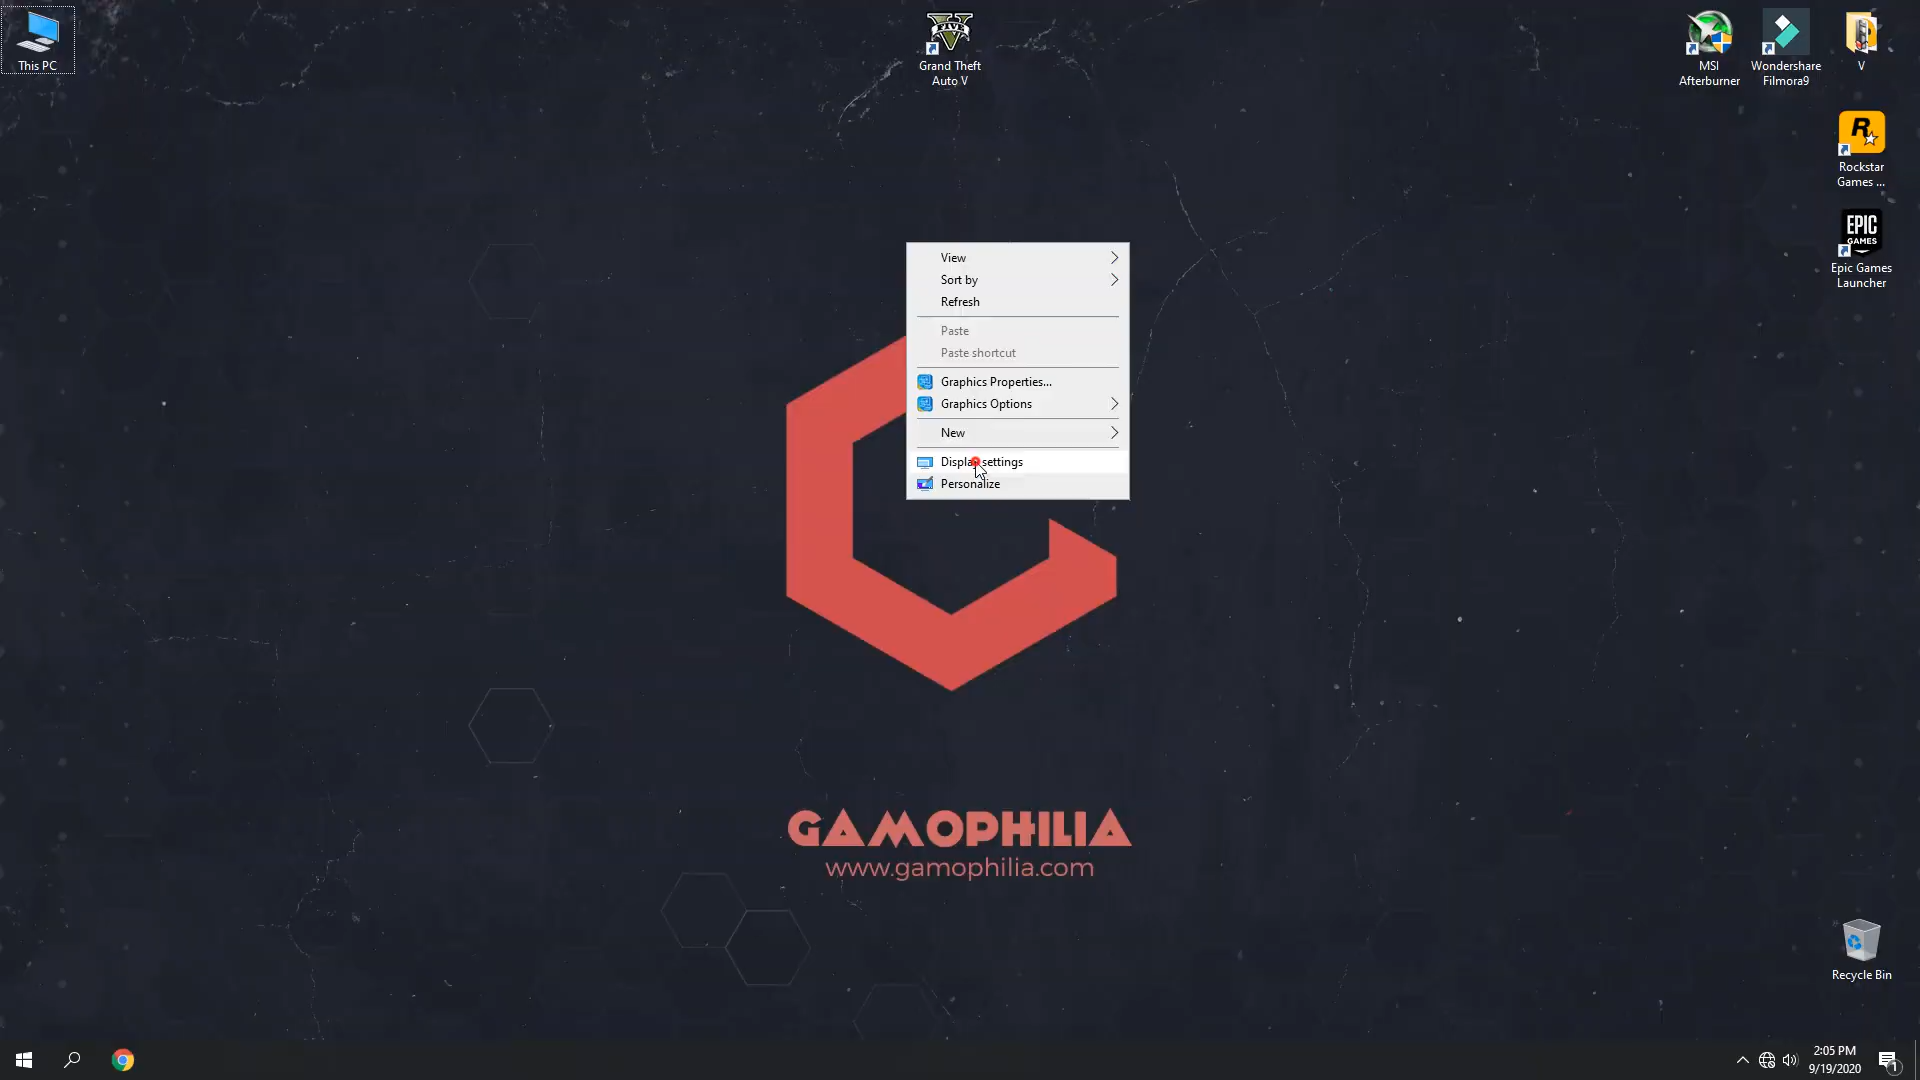 This PC
FIVE
Grand Theft
Auto V
MSI
Afterburner
Wondershare
Filmora9
V
R
Rockstar
Games ...
EPIC
GAMES
Epic Games
Launcher
View
Sort by
Refresh
Paste
Paste shortcut
Graphics Properties...
Graphics Options
New
Display settings
Personalize
GAMOPHILIA
www.gamophilia.com
Recycle Bin
2:05 PM
9/19/2020
1